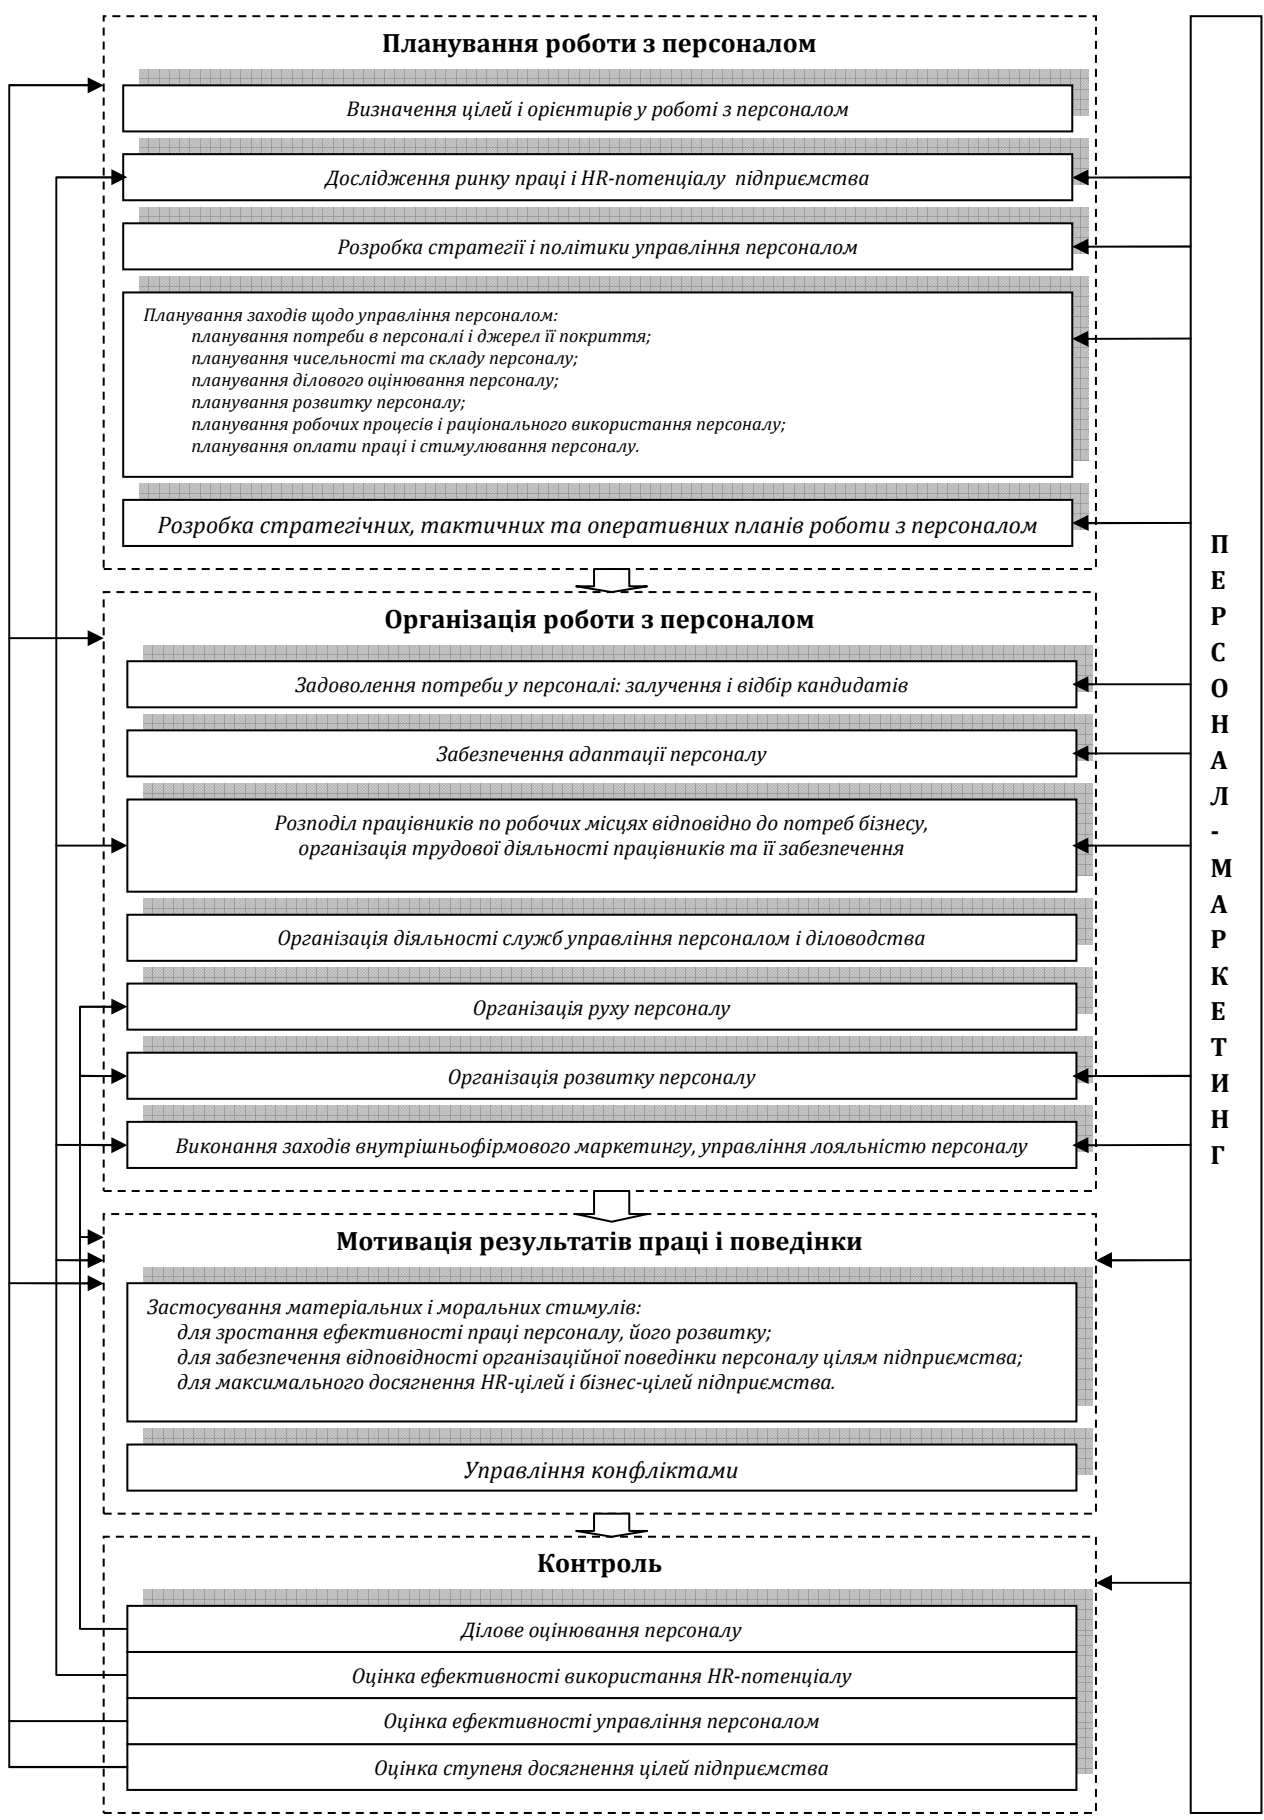 Планування роботи з персоналом
Визначення цілей і орієнтирів у роботі з персоналом
Дослідження ринку праці і HR-потенціалу підприємства
Розробка стратегії і політики управління персоналом
Планування заходів щодо управління персоналом:
планування потреби в персоналі і джерел її покриття;
планування чисельності та складу персоналу;
планування ділового оцінювання персоналу;
планування розвитку персоналу;
планування робочих процесів і раціонального використання персоналу;
планування оплати праці і стимулювання персоналу.
Розробка стратегічних, тактичних та оперативних планів роботи з персоналом
Організація роботи з персоналом
Задоволення потреби у персоналі: залучення і відбір кандидатів
Забезпечення адаптації персоналу
Розподіл працівників по робочих місцях відповідно до потреб бізнесу,
організація трудової діяльності працівників та її забезпечення
Організація діяльності служб управління персоналом і діловодства
Організація руху персоналу
Організація розвитку персоналу
Виконання заходів внутрішньофірмового маркетингу, управління лояльністю персоналу
Мотивація результатів праці і поведінки
Застосування матеріальних і моральних стимулів:
для зростання ефективності праці персоналу, його розвитку;
для забезпечення відповідності організаційної поведінки персоналу цілям підприємства;
для максимального досягнення HR-цілей і бізнес-цілей підприємства.
Управління конфліктами
Контроль
Ділове оцінювання персоналу
Оцінка ефективності використання HR-потенціалу
Оцінка ефективності управління персоналом
Оцінка ступеня досягнення цілей підприємства
ПЕРСОНАЛ-МАРКЕТИНГ